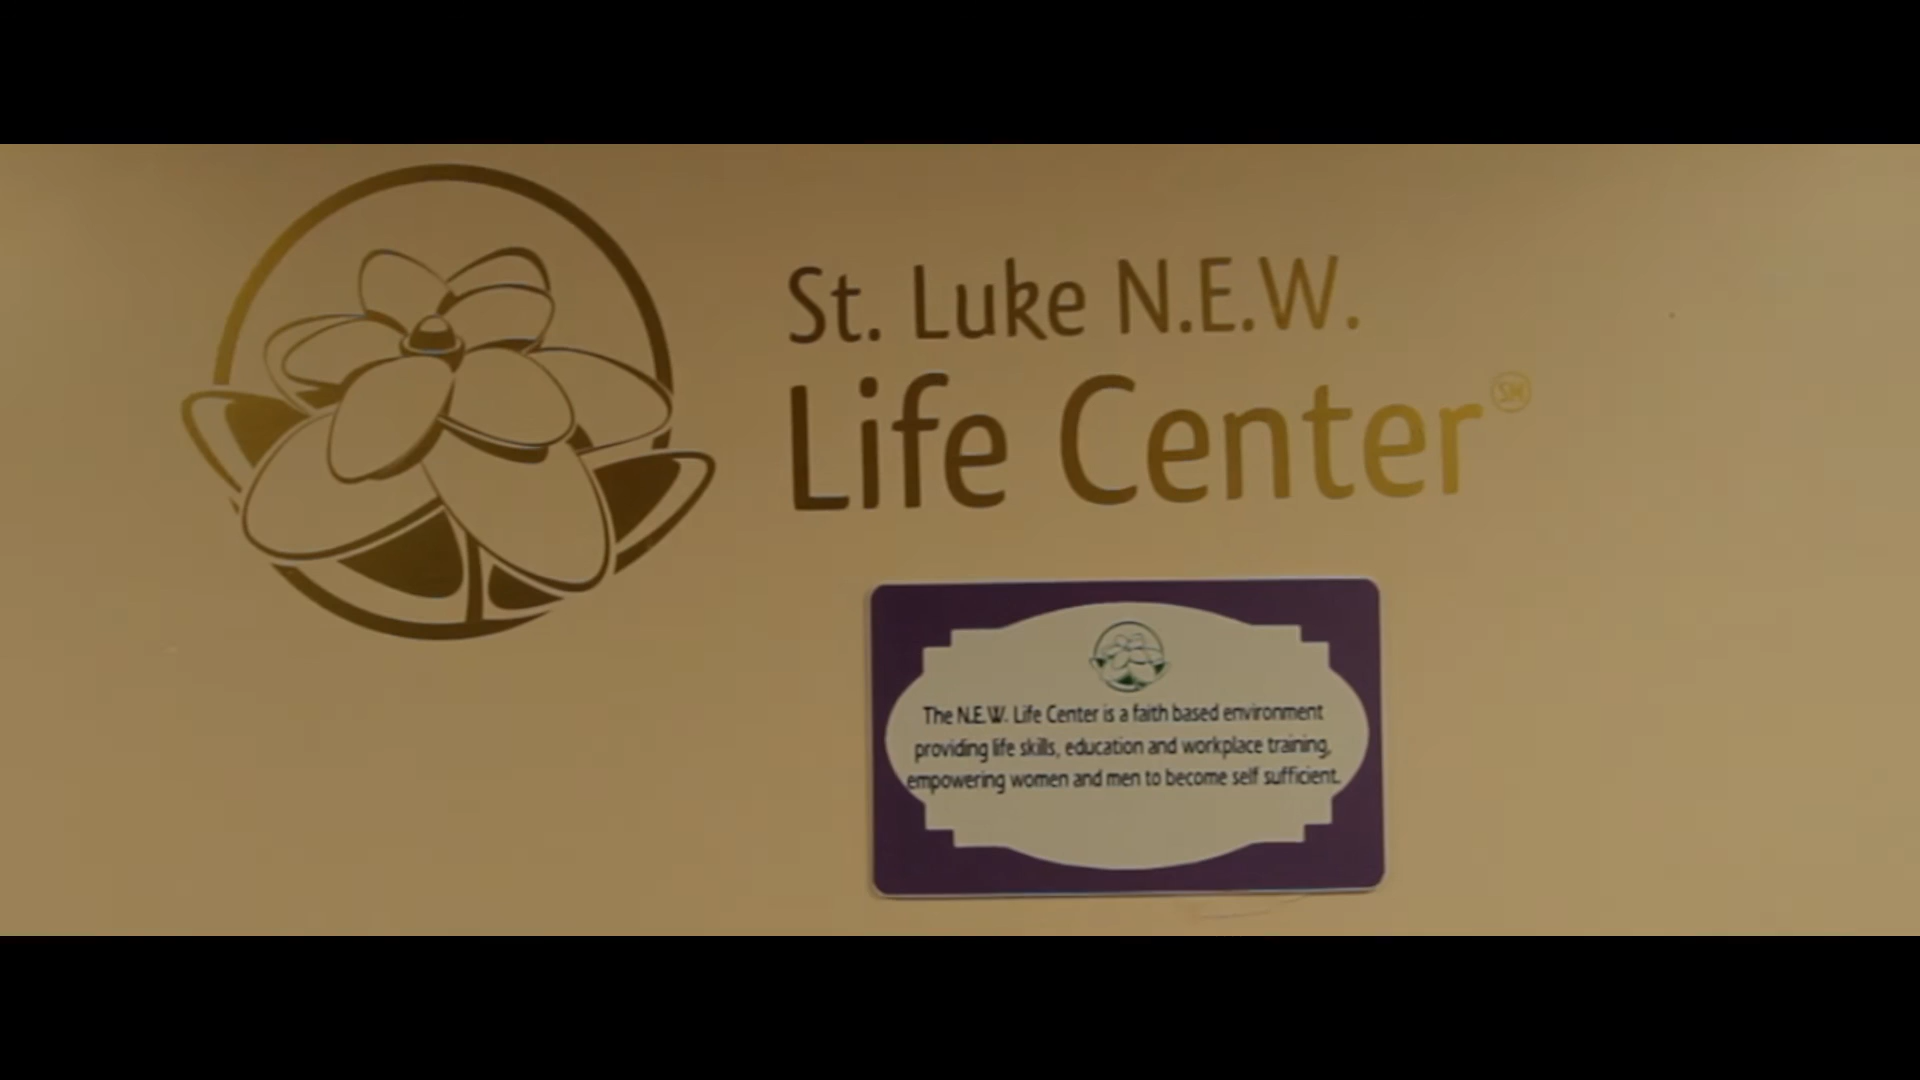 St. Luke N.E.W.
Life Center SM
The N.E.W. Life Center is a faith based environment
providing life skills, education and workplace training,
empowering women and men to become self sufficient.